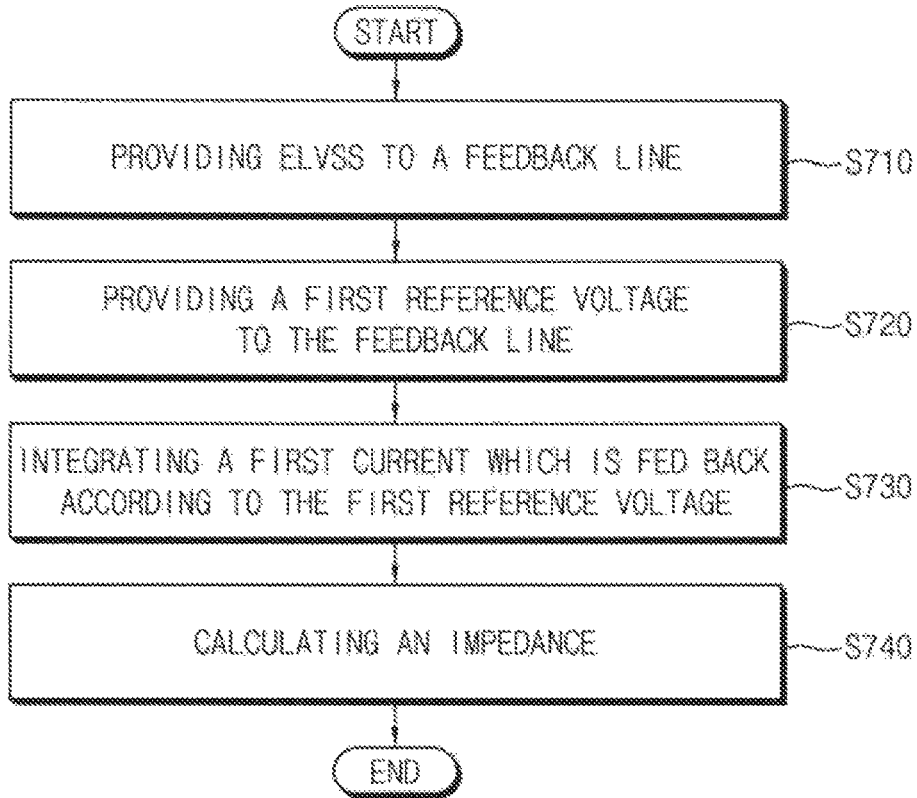 START
PROVIDING ELVSS TO A FEEDBACK LINE
S710
PROVIDING A FIRST REFERENCE VOLTAGE
TO THE FEEDBACK LINE
S720
INTEGRATING A FIRST CURRENT WHICH IS FED BACK
ACCORDING TO THE FIRST REFERENCE VOLTAGE
S730
CALCULATING AN IMPEDANCE
S740
END